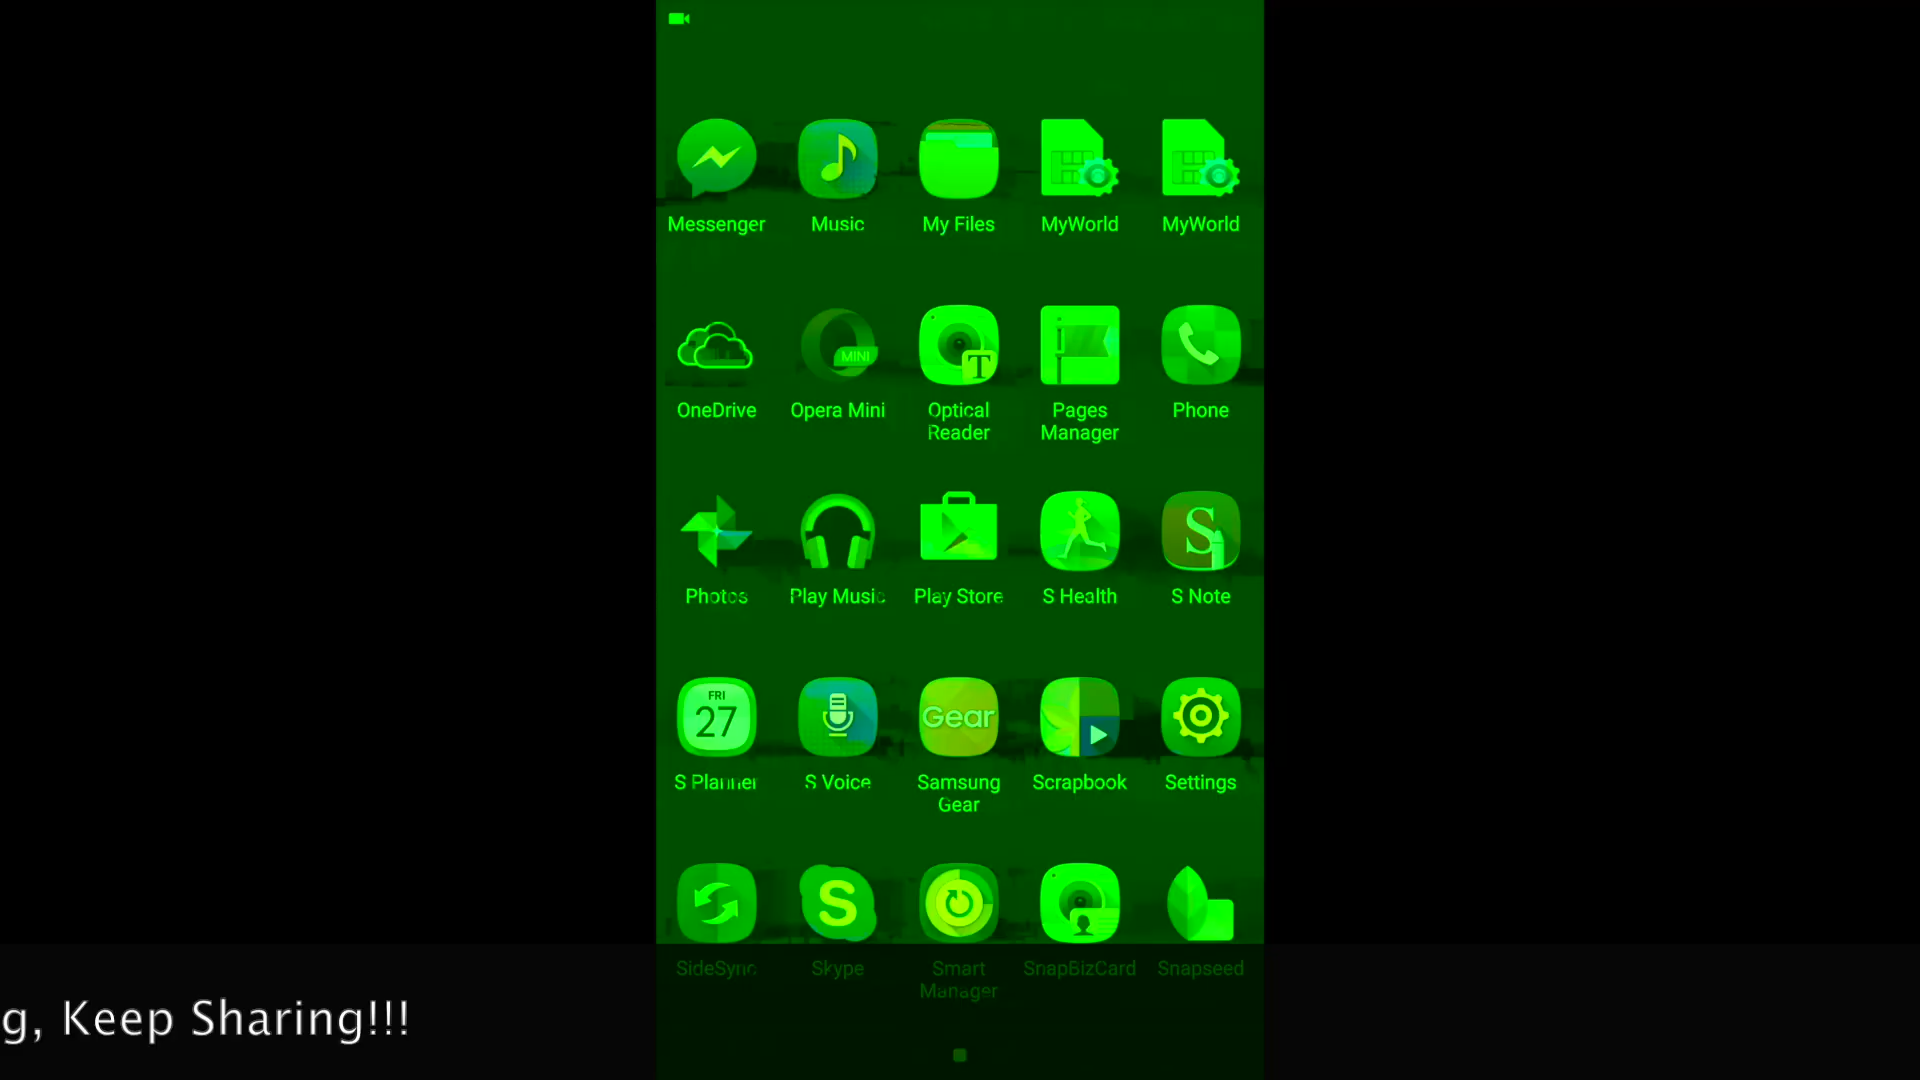 Messenger Music My Files MyWorld MyWorld
MINI
T
OneDrive Opera Mini Optical Reader Pages Manager Phone
S
Photos Play Music Play Store S Health S Note
FRI
27
Gear
S Planner S Voice Samsung Gear Scrapbook Settings
S
SideSync Skype Smart Manager SnapBizCard Snapseed
g, Keep Sharing!!!